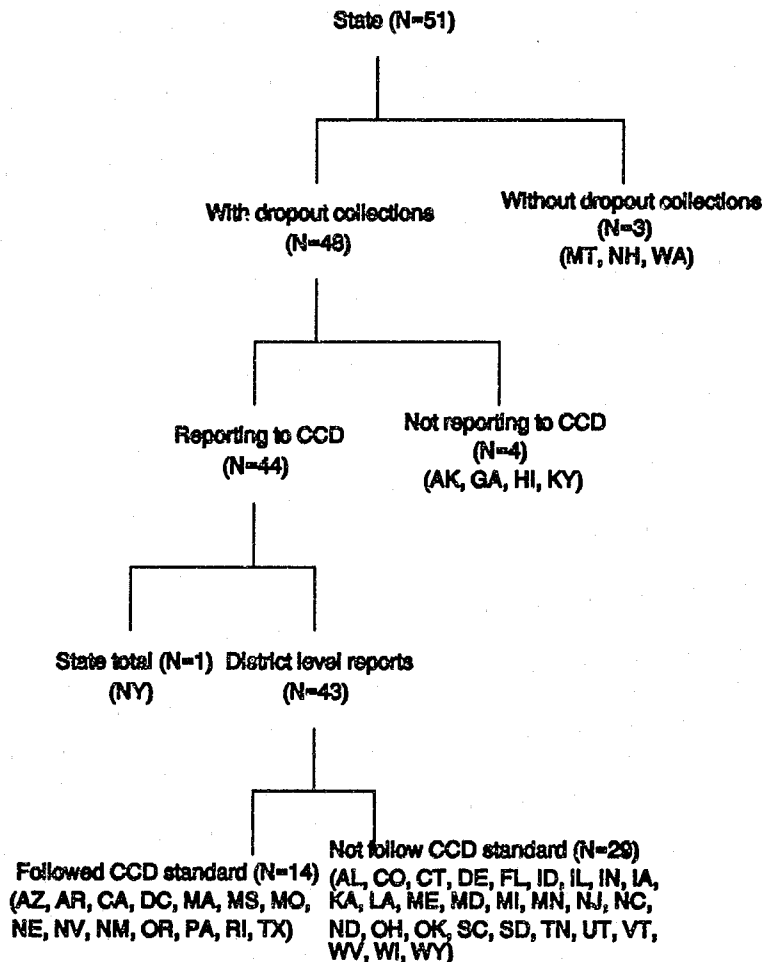 State (N=51)
With dropout collections
(N=48)
Without dropout collections
(N=3)
(MT, NH, WA)
Reporting to CCD
(N=44)
Not reporting to CCD
(N=4)
(AK, GA, HI, KY)
State total (N=1)
(NY)
District level reports
(N=43)
Followed CCD standard (N=14)
(AZ, AR, CA, DC, MA, MS, MO,
NE, NV, NM, OR, PA, RI, TX)
Not follow CCD standard (N=29)
(AL, CO, CT, DE, FL, ID, IL, IN, IA,
KA, LA, ME, MD, MI, MN, NJ, NC,
ND, OH, OK, SC, SD, TN, UT, VT,
WV, WI, WY)